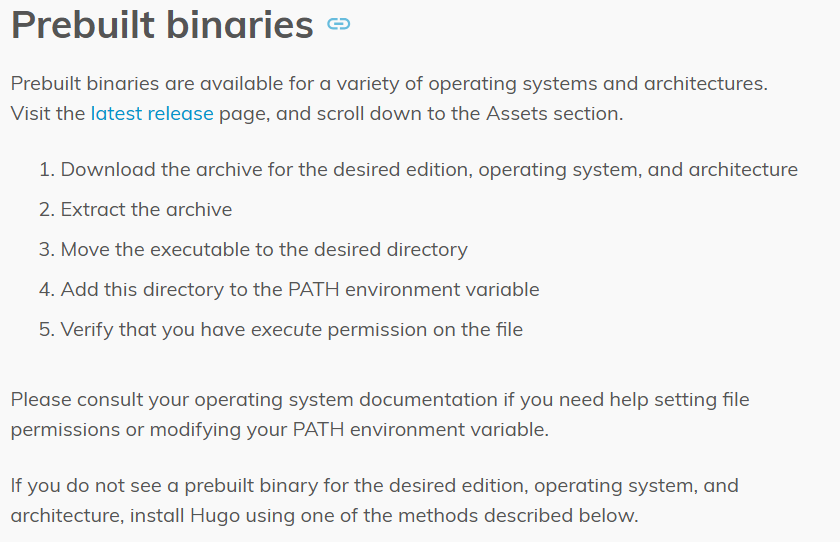 Prebuilt binaries
Prebuilt binaries are available for a variety of operating systems and architectures.
Visit the latest release page, and scroll down to the Assets section.
1. Download the archive for the desired edition, operating system, and architecture
2. Extract the archive
3. Move the executable to the desired directory
4. Add this directory to the PATH environment variable
5. Verify that you have execute permission on the file
Please consult your operating system documentation if you need help setting file
permissions or modifying your PATH environment variable.
If you do not see a prebuilt binary for the desired edition, operating system, and
architecture, install Hugo using one of the methods described below.